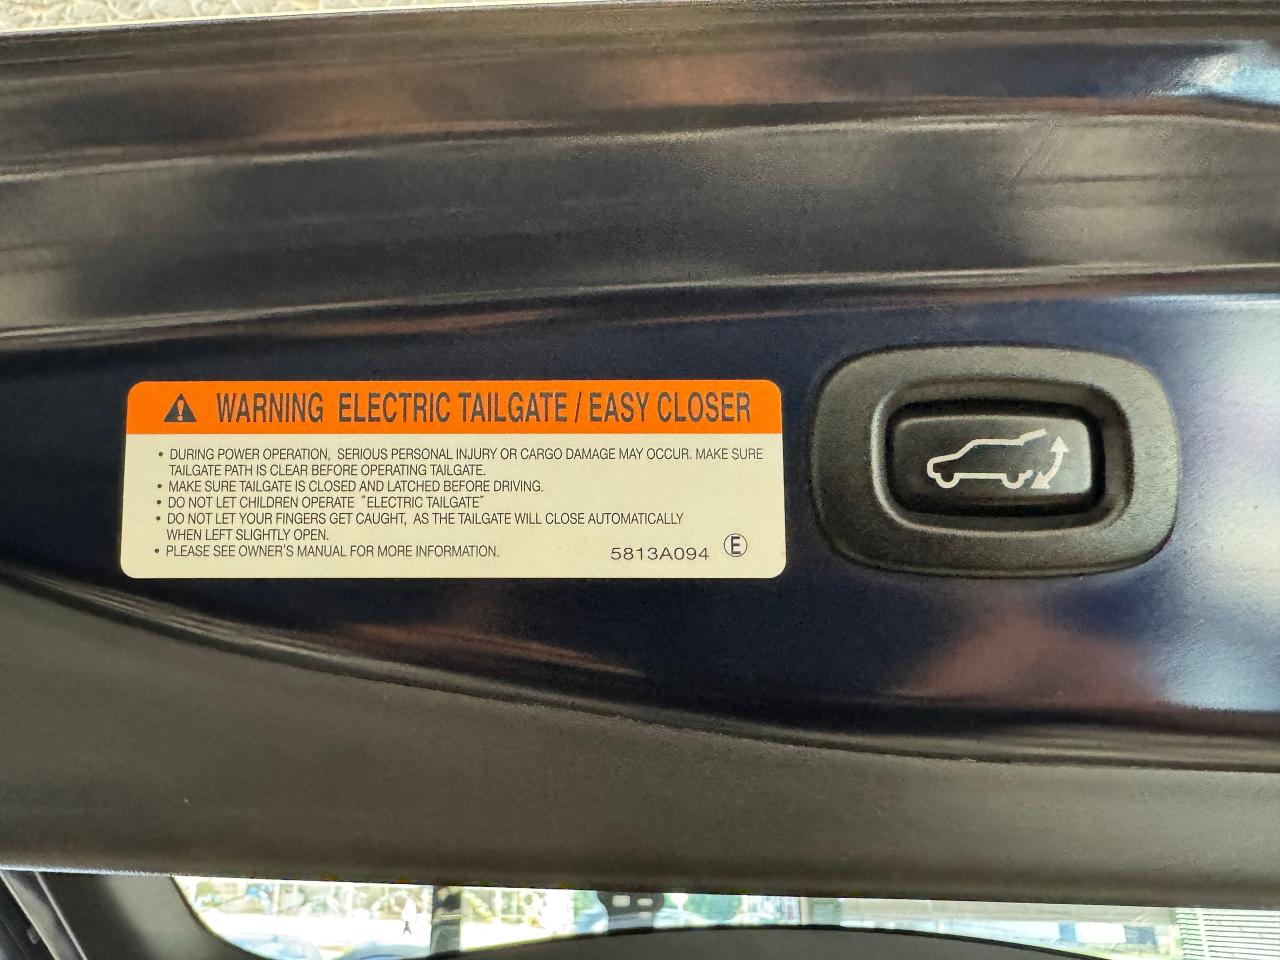 WARNING ELECTRIC TAILGATE / EASY CLOSER
• DURING POWER OPERATION, SERIOUS PERSONAL INJURY OR CARGO DAMAGE MAY OCCUR. MAKE SURE
TAILGATE PATH IS CLEAR BEFORE OPERATING TAILGATE.
• MAKE SURE TAILGATE IS CLOSED AND LATCHED BEFORE DRIVING.
• DO NOT LET CHILDREN OPERATE "ELECTRIC TAILGATE"
• DO NOT LET YOUR FINGERS GET CAUGHT, AS THE TAILGATE WILL CLOSE AUTOMATICALLY
WHEN LEFT SLIGHTLY OPEN.
• PLEASE SEE OWNER'S MANUAL FOR MORE INFORMATION.
5813A094 Ⓔ